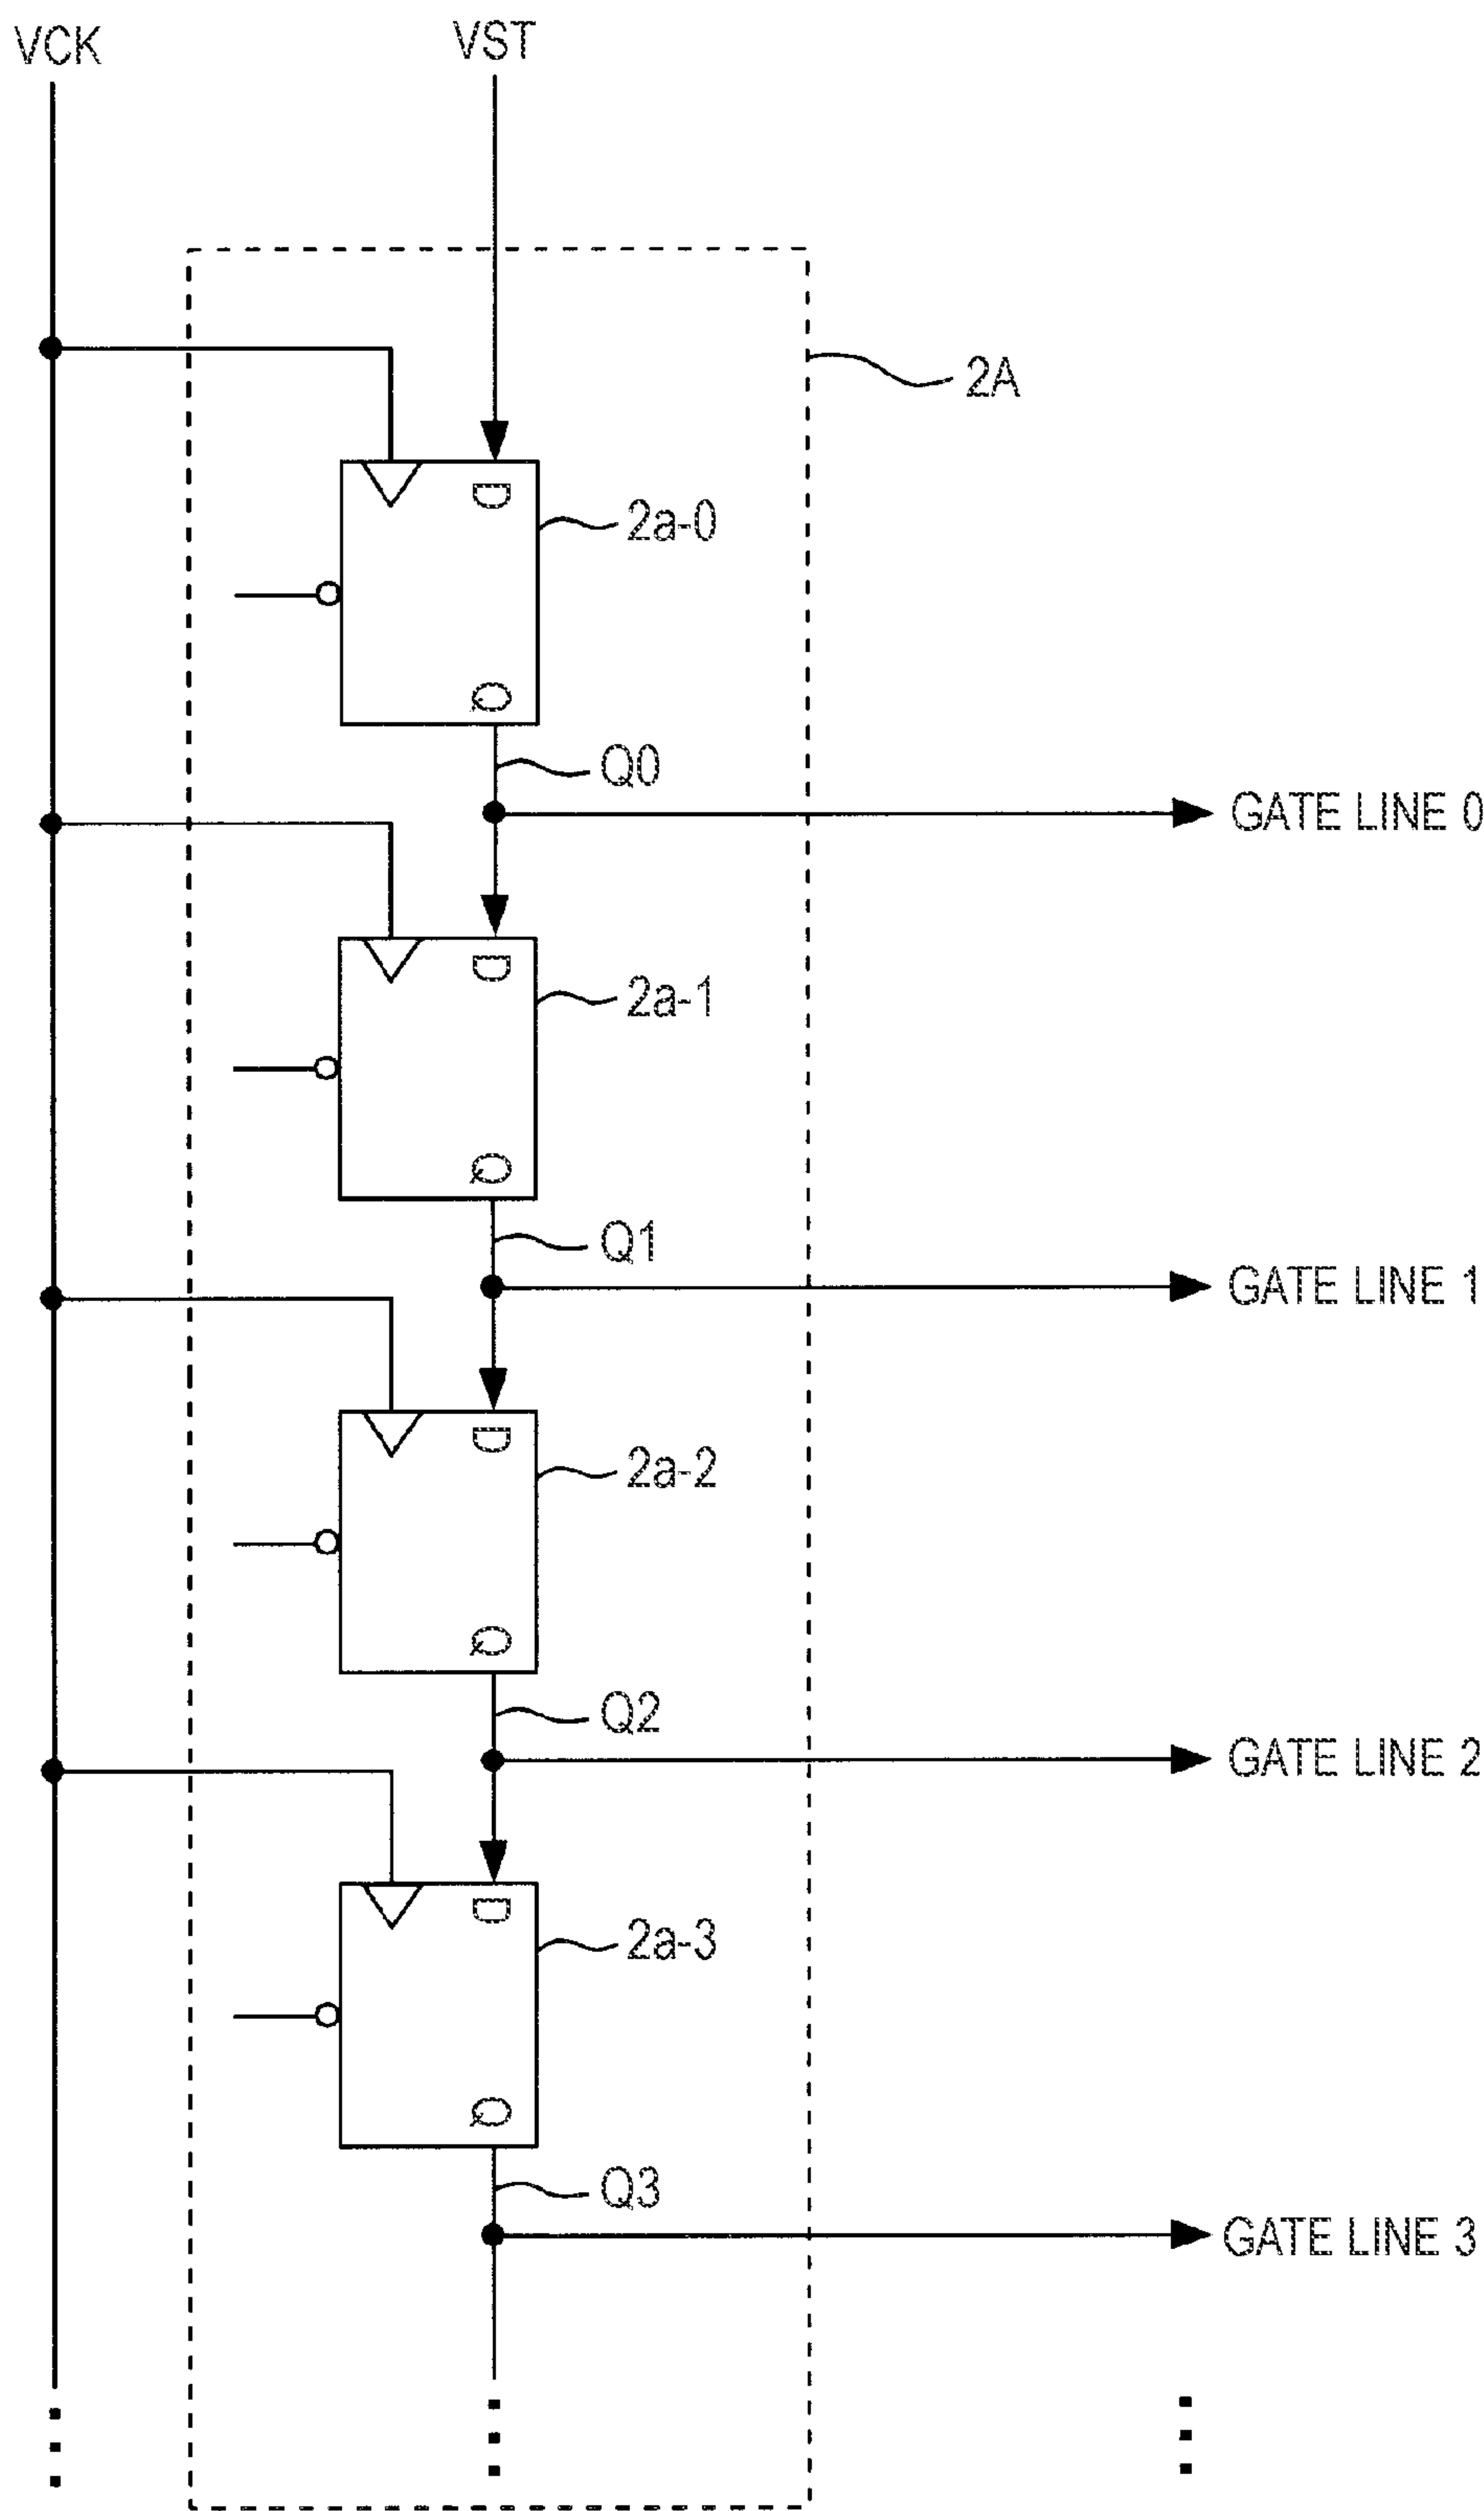 VCK
VST
2A
D
2a-0
Q
Q0
GATE LINE 0
D
2a-1
Q
Q1
GATE LINE 1
D
2a-2
Q
Q2
GATE LINE 2
D
2a-3
Q
Q3
GATE LINE 3